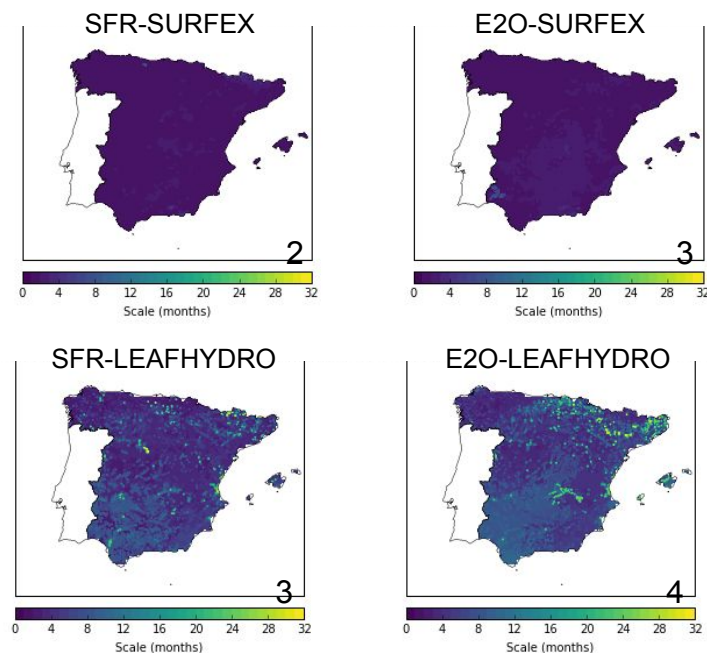 SFR-SURFEX
E2O-SURFEX
2
3
0 4 8 12 16 20 24 28 32
0 4 8 12 16 20 24 28 32
Scale (months)
Scale (months)
SFR-LEAFHYDRO
E2O-LEAFHYDRO
3
4
0 4 8 12 16 20 24 28 32
0 4 8 12 16 20 24 28 32
Scale (months)
Scale (months)